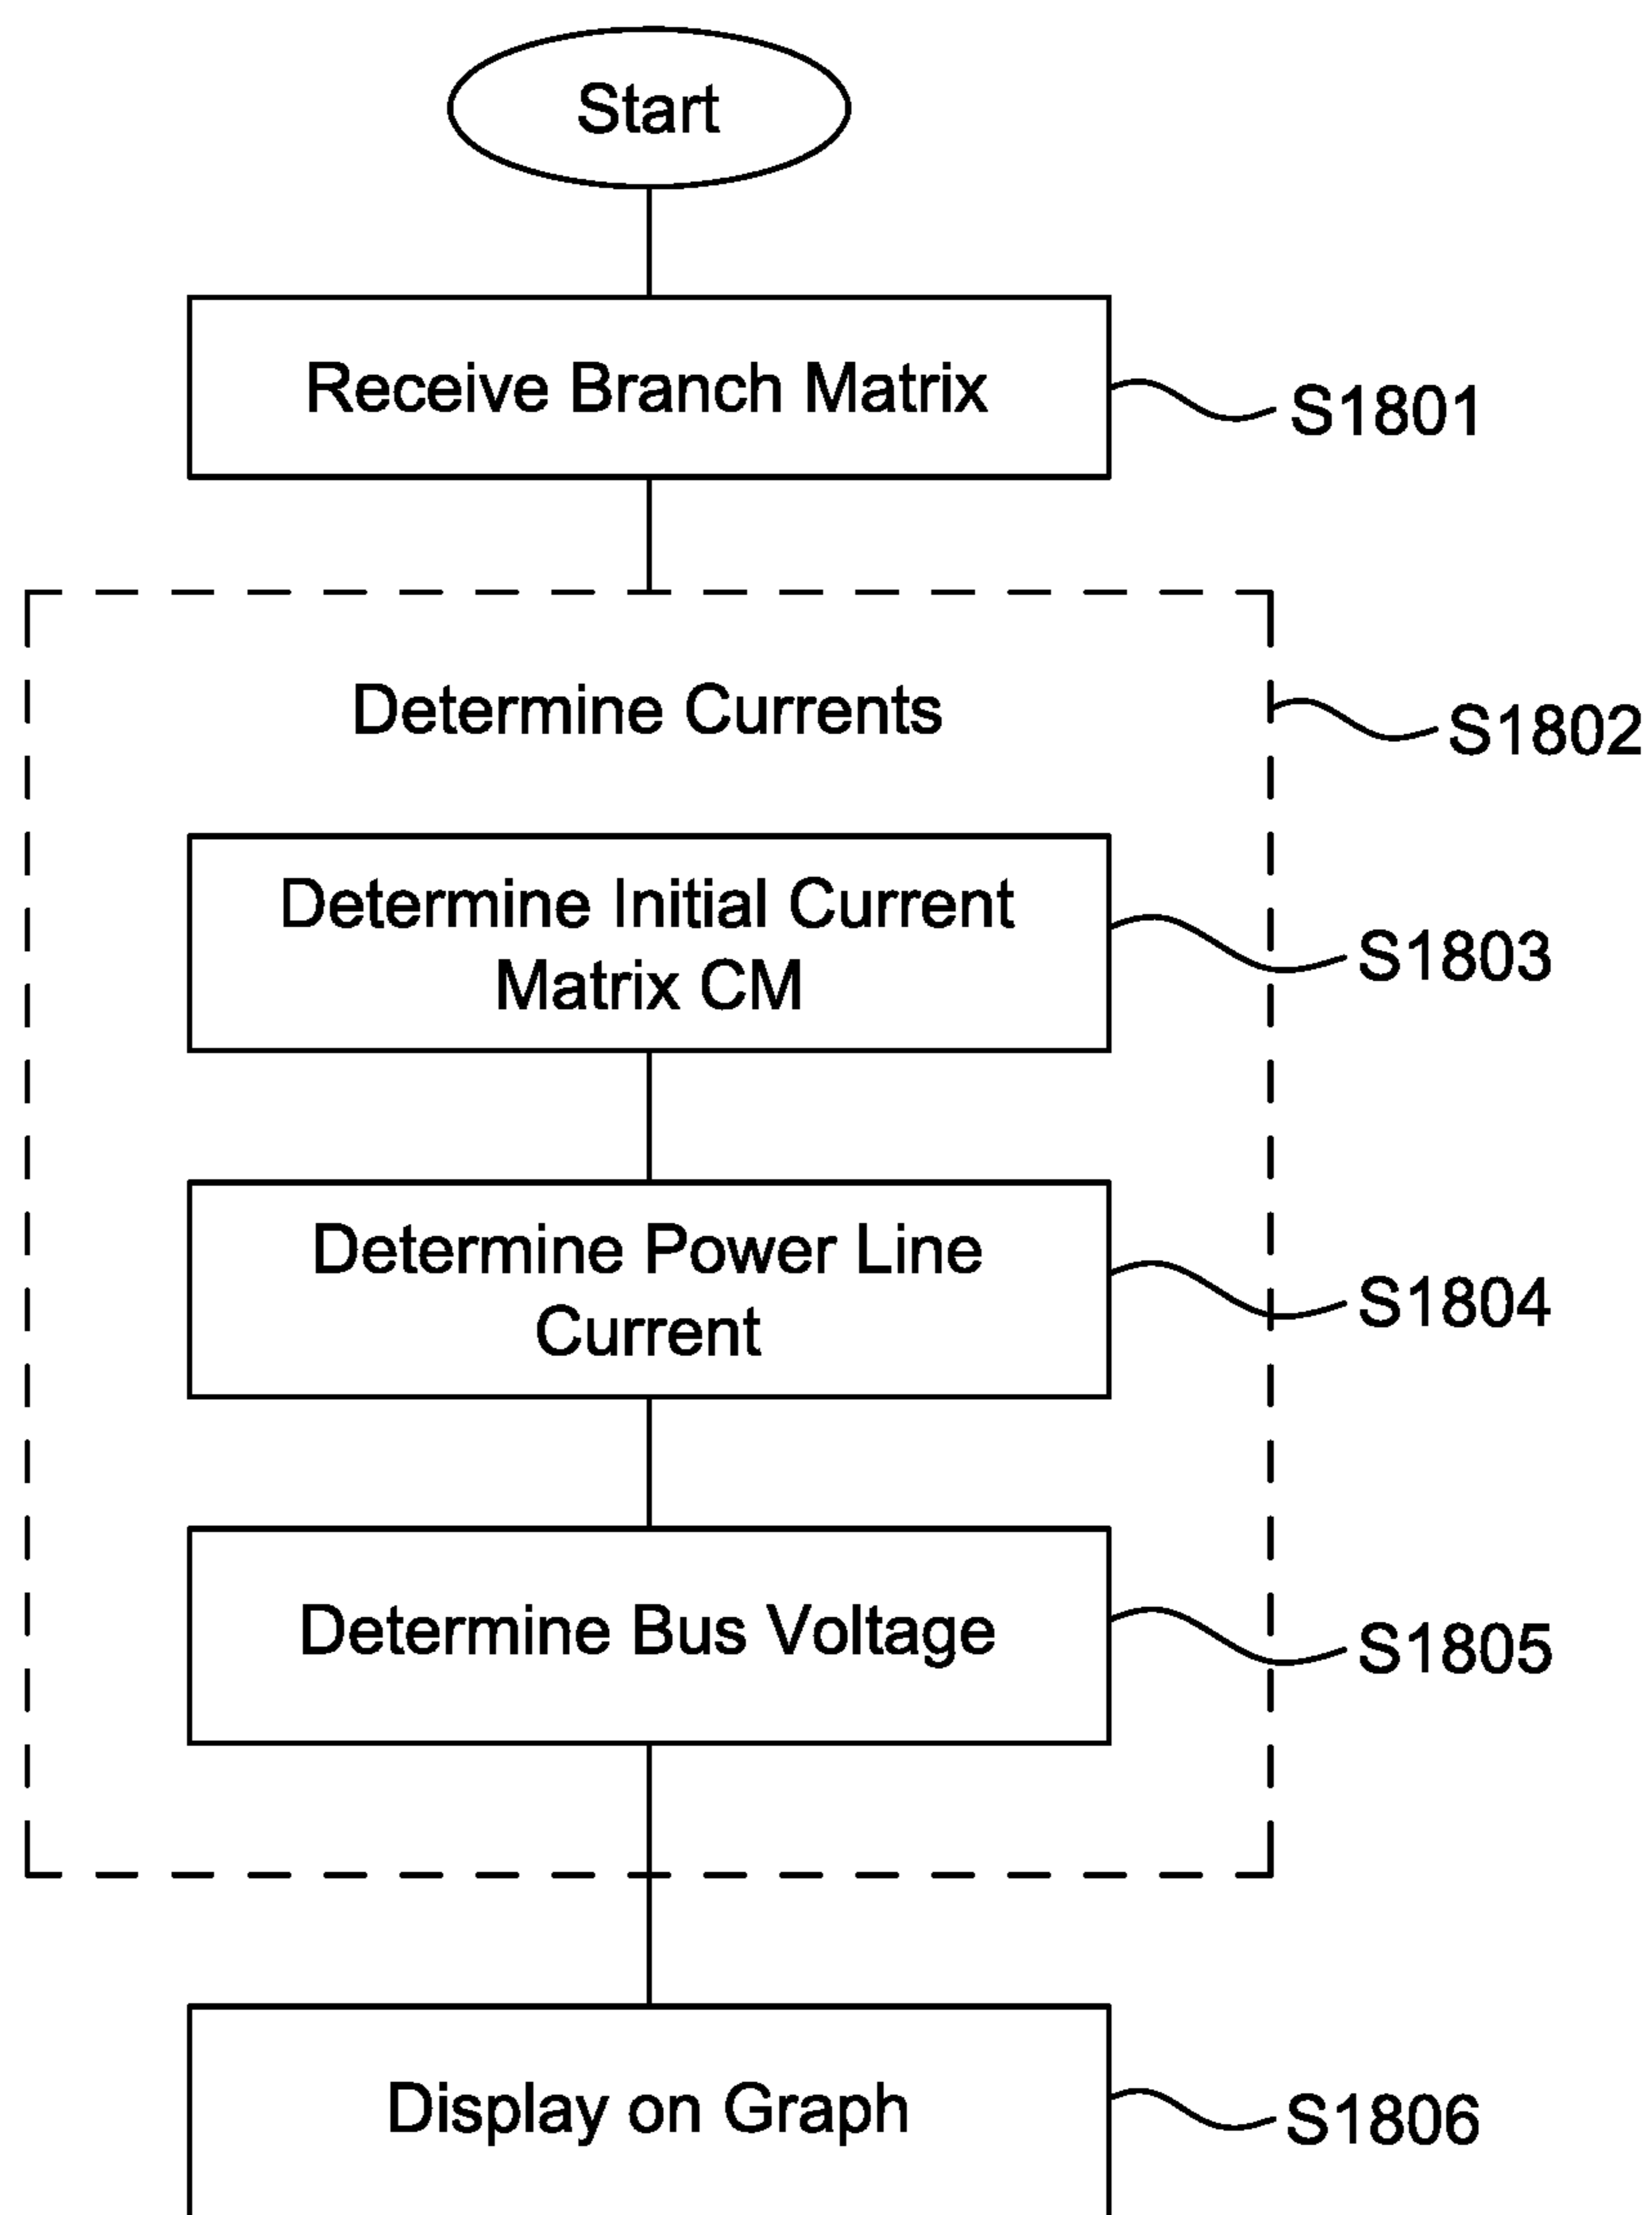 Start
Receive Branch Matrix
S1801
Determine Currents
S1802
Determine Initial Current
Matrix CM
S1803
Determine Power Line
Current
S1804
Determine Bus Voltage
S1805
Display on Graph
S1806